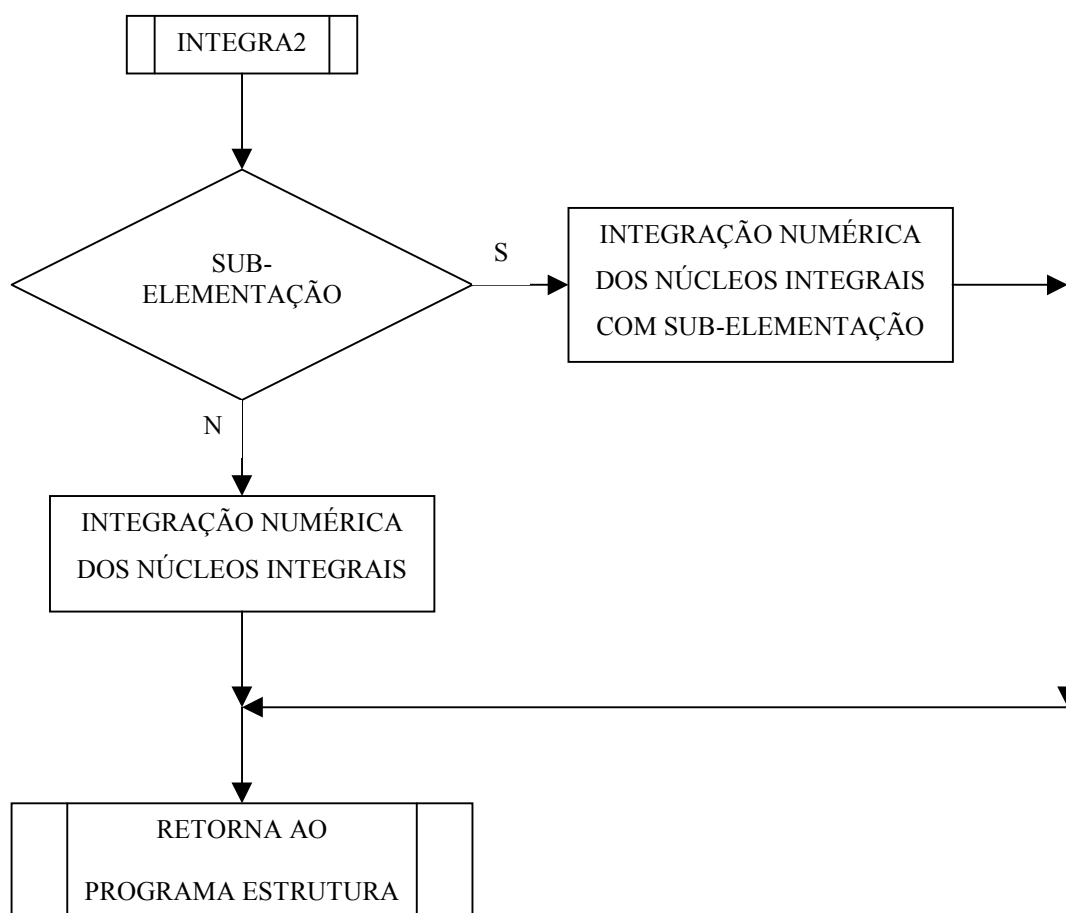 INTEGRA2
SUB-
ELEMENTAÇÃO
S
INTEGRAÇÃO NUMÉRICA
DOS NÚCLEOS INTEGRAIS
COM SUB-ELEMENTAÇÃO
N
INTEGRAÇÃO NUMÉRICA
DOS NÚCLEOS INTEGRAIS
RETORNA AO
PROGRAMA ESTRUTURA